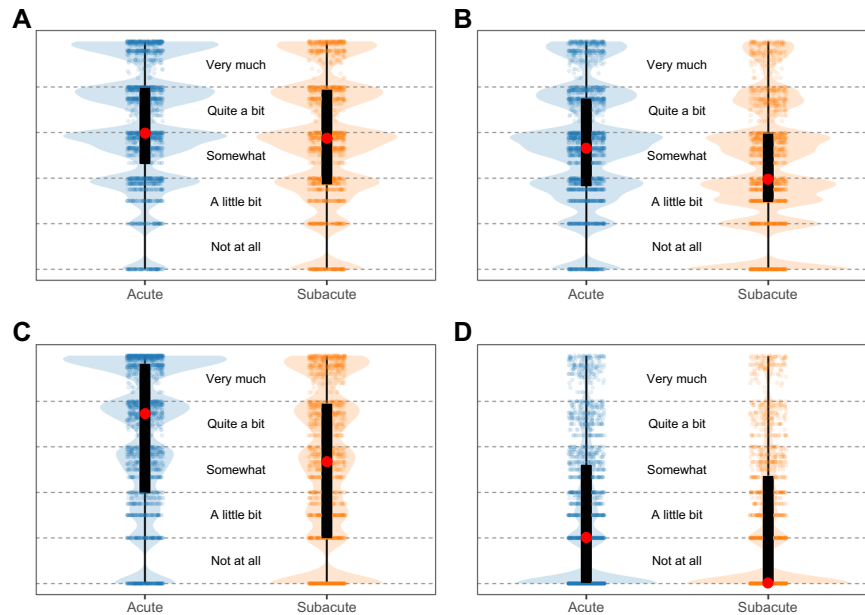 A
Very much
Quite a bit
Somewhat
A little bit
Not at all
Acute
Subacute
B
Very much
Quite a bit
Somewhat
A little bit
Not at all
Acute
Subacute
C
Very much
Quite a bit
Somewhat
A little bit
Not at all
Acute
Subacute
D
Very much
Quite a bit
Somewhat
A little bit
Not at all
Acute
Subacute